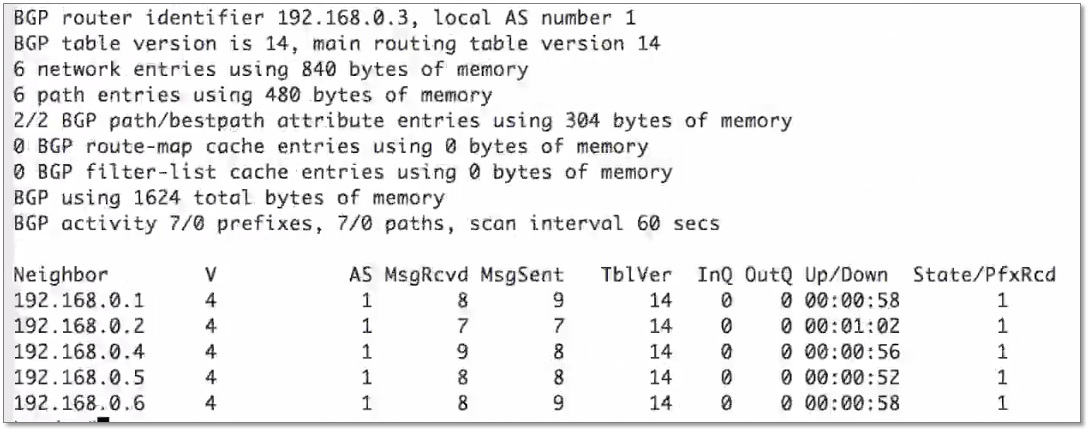 BGP router identifier 192.168.0.3, local AS number 1
BGP table version is 14, main routing table version 14
6 network entries using 840 bytes of memory
6 path entries using 480 bytes of memory
2/2 BGP path/bestpath attribute entries using 304 bytes of memory
0 BGP route-map cache entries using 0 bytes of memory
0 BGP filter-list cache entries using 0 bytes of memory
BGP using 1624 total bytes of memory
BGP activity 7/0 prefixes, 7/0 paths, scan interval 60 secs
Neighbor V AS MsgRcvd MsgSent TblVer InQ OutQ Up/Down State/PfxRcd
192.168.0.1 4 1 8 9 14 0 0 00:00:58 1
192.168.0.2 4 1 7 7 14 0 0 00:01:02 1
192.168.0.4 4 1 9 8 14 0 0 00:00:56 1
192.168.0.5 4 1 8 8 14 0 0 00:00:52 1
192.168.0.6 4 1 8 9 14 0 0 00:00:58 1